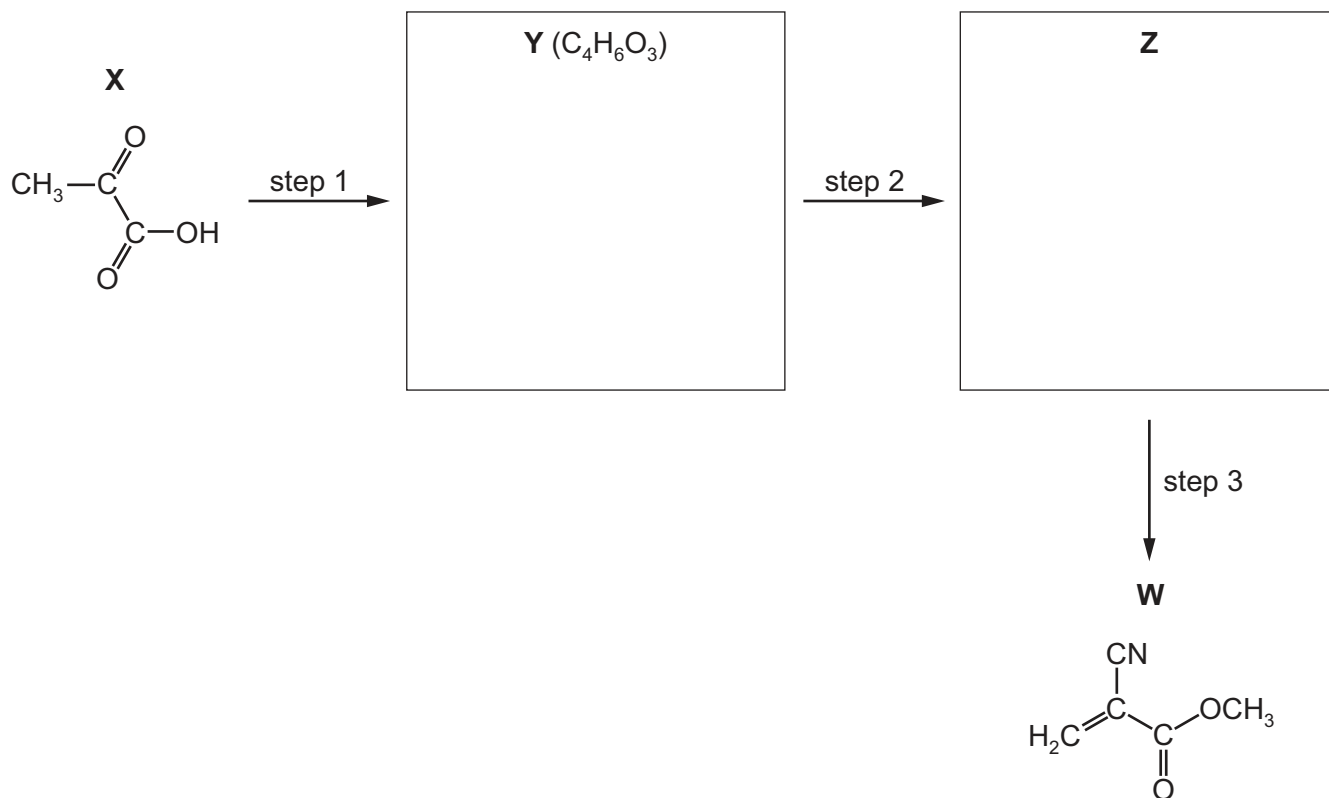 Y (C₄H₆O₃)
Z
X
O
CH₃ C
step 1
step 2
C OH
O
step 3
W
CN
C OCH₃
H₂C C
O